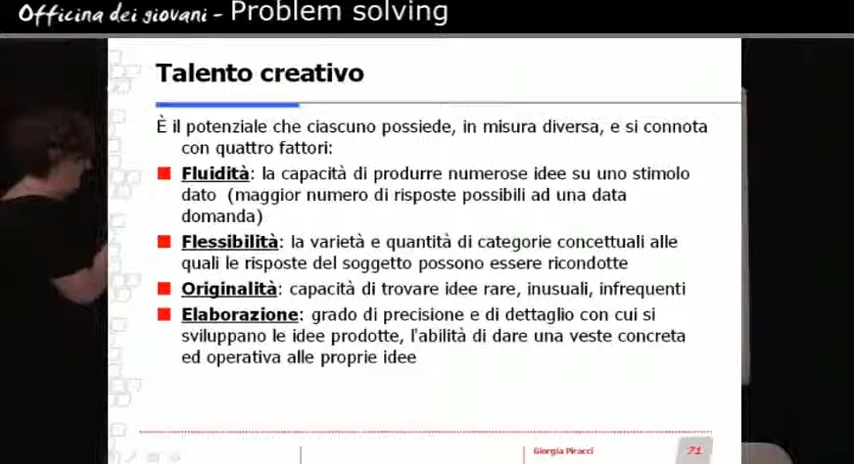 Officina dei giovani - Problem solving
Talento creativo
È il potenziale che ciascuno possiede, in misura diversa, e si connota
con quattro fattori:
Fluidità: la capacità di produrre numerose idee su uno stimolo
dato (maggior numero di risposte possibili ad una data
domanda)
Flessibilità: la varietà e quantità di categorie concettuali alle
quali le risposte del soggetto possono essere ricondotte
Originalità: capacità di trovare idee rare, inusuali, infrequenti
Elaborazione: grado di precisione e di dettaglio con cui si
sviluppano le idee prodotte, l'abilità di dare una veste concreta
ed operativa alle proprie idee
Giorgia Piracci
71